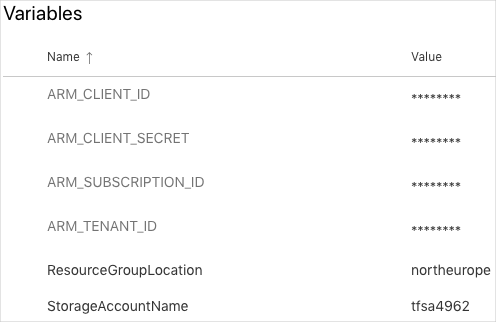 Variables
Name ↑ Value
ARM_CLIENT_ID ********
ARM_CLIENT_SECRET ********
ARM_SUBSCRIPTION_ID ********
ARM_TENANT_ID ********
ResourceGroupLocation northeurope
StorageAccountName tfsa4962